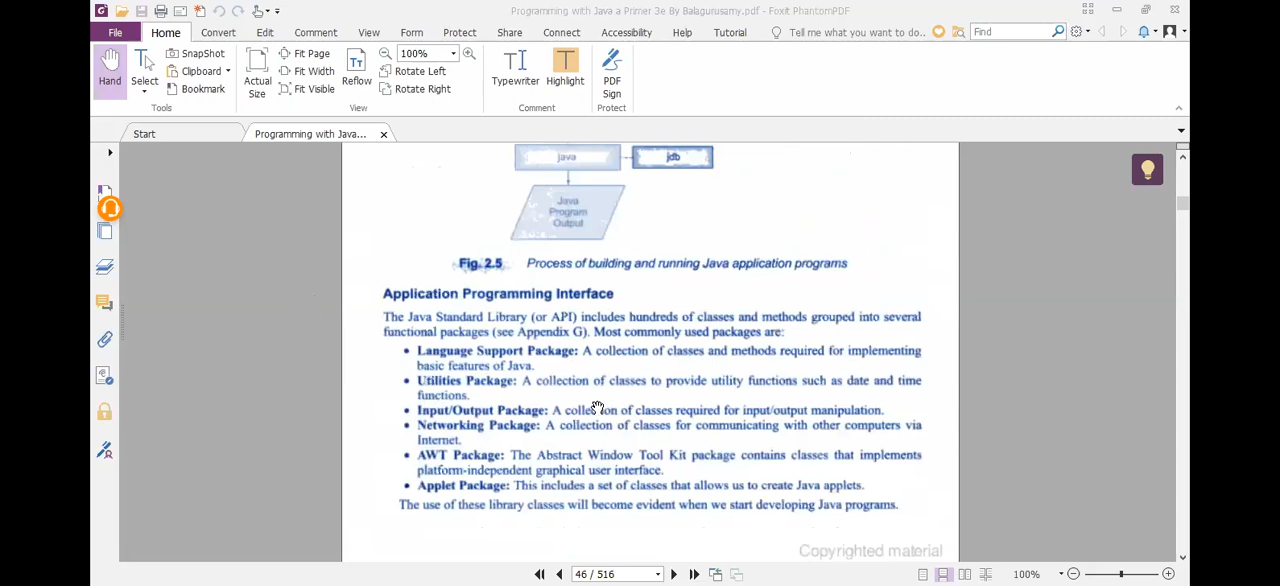 Programming with Java a Primer 3e By Balagurusamy.pdf - Foxit PhantomPDF
File Home Convert Edit Comment View Form Protect Share Connect Accessibility Help Tutorial Tell me what you want to do.. Find
Hand
Select
SnapShot
Clipboard
Bookmark
Tools
Actual
Size
Fit Page
Fit Width
Fit Visible
Reflow
100%
Rotate Left
Rotate Right
View
Typewriter
Highlight
Comment
PDF
Sign
Protect
Start
Programming with Java...
java
jdb
Java
Program
Output
Fig. 2.5 Process of building and running Java application programs
Application Programming Interface
The Java Standard Library (or API) includes hundreds of classes and methods grouped into several
functional packages (see Appendix G). Most commonly used packages are:
• Language Support Package: A collection of classes and methods required for implementing
basic features of Java.
• Utilities Package: A collection of classes to provide utility functions such as date and time
functions.
• Input/Output Package: A collection of classes required for input/output manipulation.
• Networking Package: A collection of classes for communicating with other computers via
Internet.
• AWT Package: The Abstract Window Tool Kit package contains classes that implements
platform-independent graphical user interface.
• Applet Package: This includes a set of classes that allows us to create Java applets.
The use of these library classes will become evident when we start developing Java programs.
Copyrighted material
46 / 516
100%